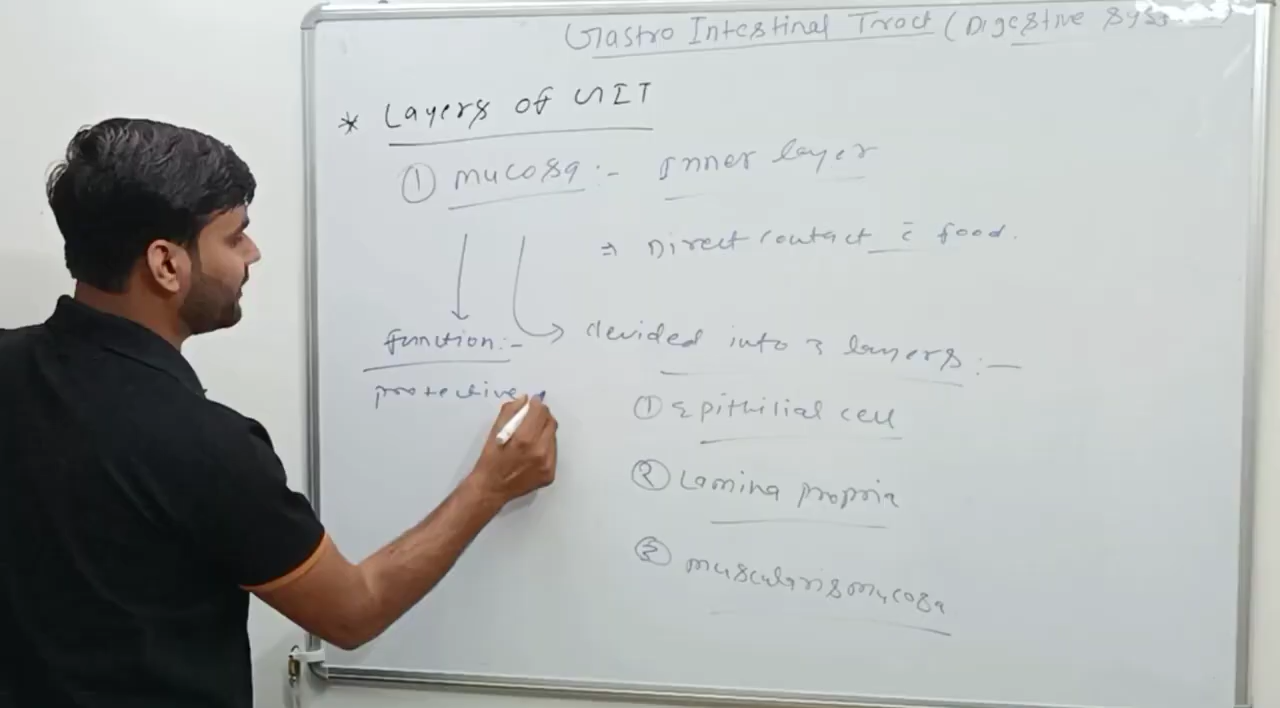 Gastro Intestinal Tract (Digestive Sys
* Layers of GIT
① mucosa :- Inner layer
⇒ Direct contact c̄ food.
function :-
devided into 3 layers :-
protective
① Epithilial cell
② Lamina propria
③ muscularis mucosa